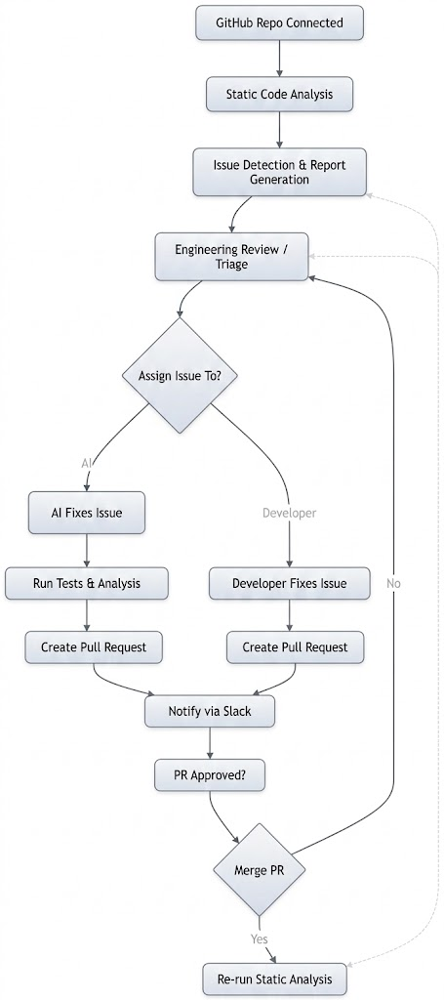 GitHub Repo Connected
Static Code Analysis
Issue Detection & Report
Generation
Engineering Review /
Triage
Assign Issue To?
AI
AI Fixes Issue
Developer
Run Tests & Analysis
Developer Fixes Issue
No
Create Pull Request
Create Pull Request
Notify via Slack
PR Approved?
Merge PR
Yes
Re-run Static Analysis